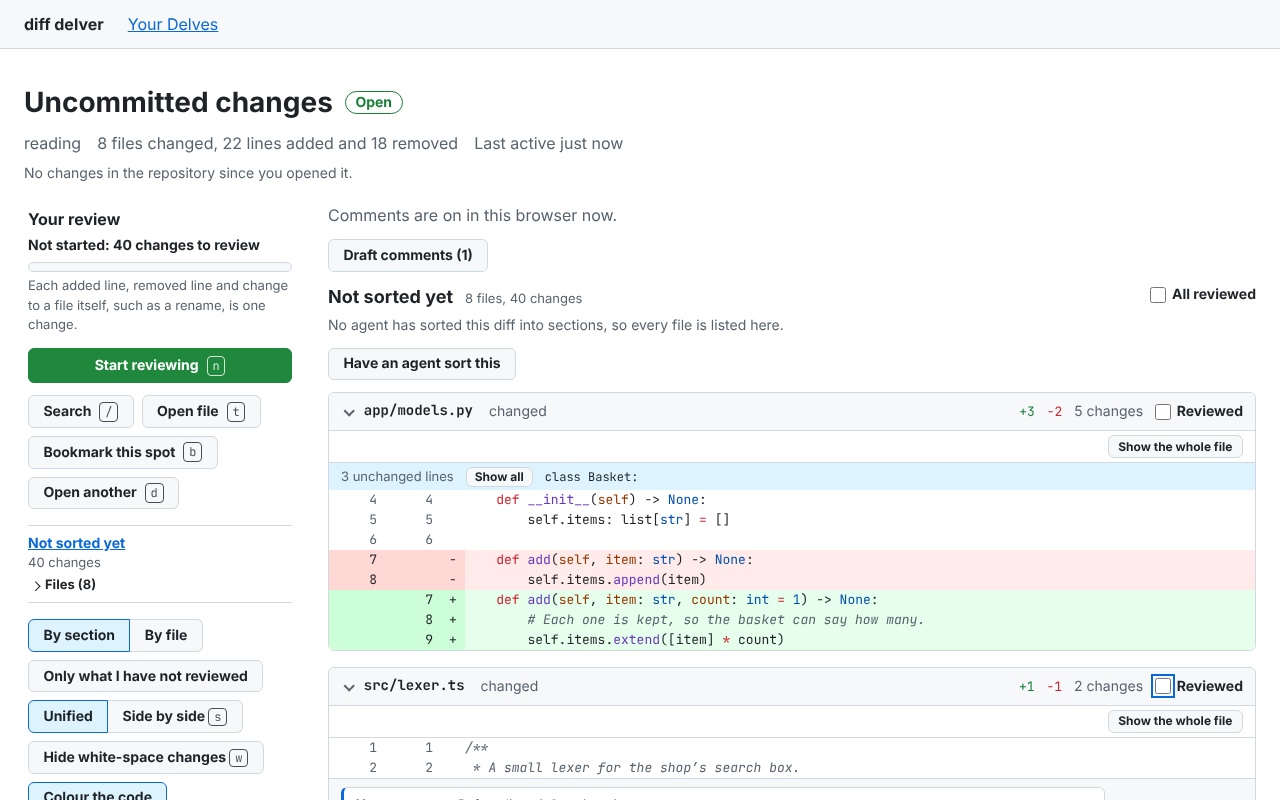 diff delver Your Delves
Uncommitted changes Open
reading 8 files changed, 22 lines added and 18 removed Last active just now
No changes in the repository since you opened it.
Your review
Not started: 40 changes to review
Each added line, removed line and change
to a file itself, such as a rename, is one
change.
Start reviewing n
Search / Open file t
Bookmark this spot b
Open another d
Not sorted yet
40 changes
Files (8)
By section By file
Only what I have not reviewed
Unified Side by side s
Hide white-space changes w
Colour the code
Comments are on in this browser now.
Draft comments (1)
Not sorted yet 8 files, 40 changes All reviewed
No agent has sorted this diff into sections, so every file is listed here.
Have an agent sort this
app/models.py changed +3 -2 5 changes Reviewed
Show the whole file
3 unchanged lines Show all class Basket:
4 4 def __init__(self) -> None:
5 5 self.items: list[str] = []
6 6
7 - def add(self, item: str) -> None:
8 - self.items.append(item)
7 + def add(self, item: str, count: int = 1) -> None:
8 + # Each one is kept, so the basket can say how many.
9 + self.items.extend([item] * count)
src/lexer.ts changed +1 -1 2 changes Reviewed
Show the whole file
1 1 /**
2 2 * A small lexer for the shop’s search box.